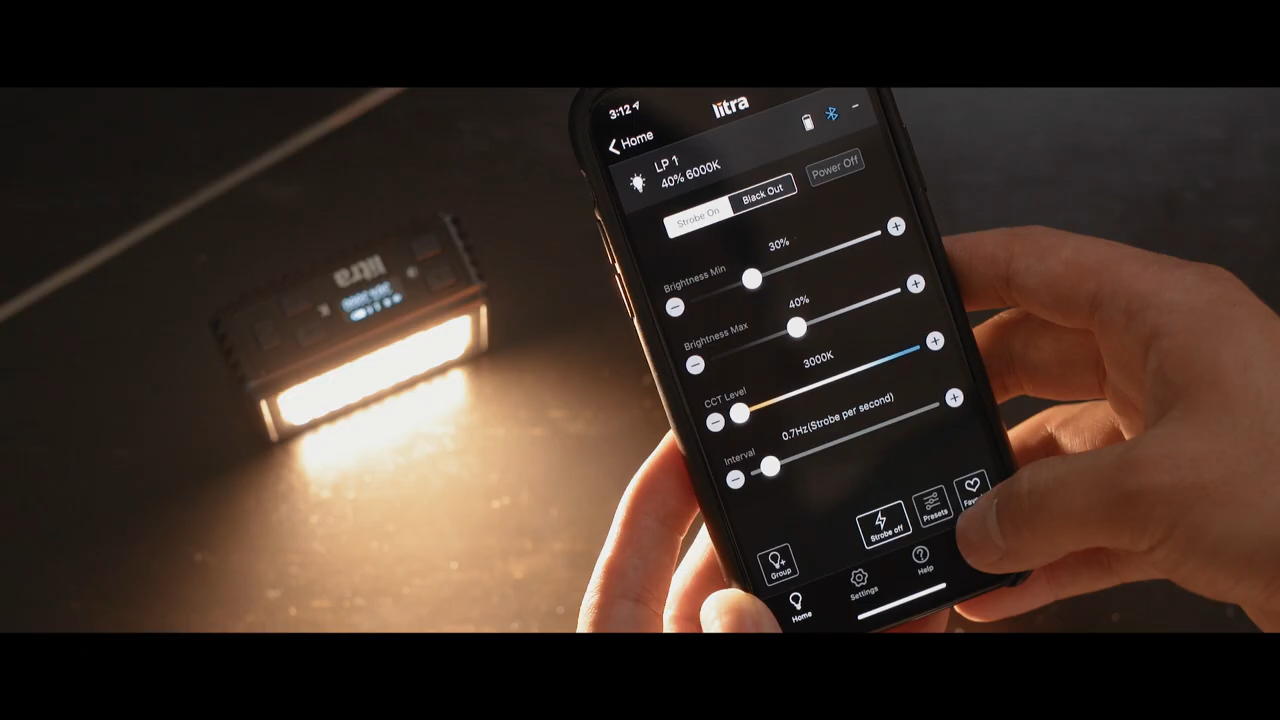 3:12
litra
Home
LP 1
40% 6000K
Power Off
Strobe On
Black Out
30%
Brightness Min
40%
Brightness Max
3000K
CCT Level
0.7Hz(Strobe per second)
Interval
Strobe off
Presets
Group
Home
Settings
Help
litra